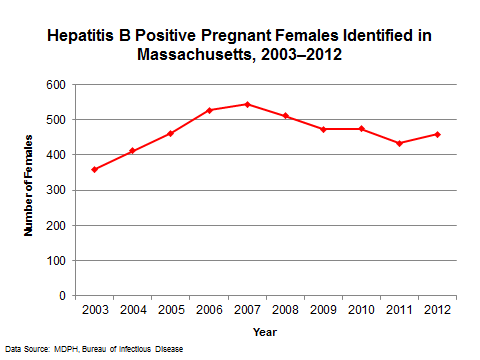 Hepatitis B Positive Pregnant Females Identified in
Massachusetts, 2003–2012
600
500
400
300
200
100
0
Number of Females
2003 2004 2005 2006 2007 2008 2009 2010 2011 2012
Year
Data Source: MDPH, Bureau of Infectious Disease